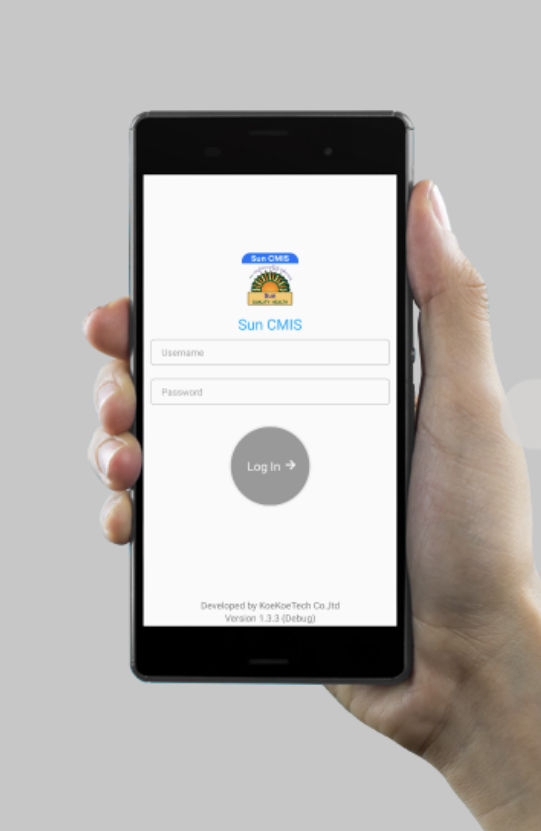 Sun CMIS
Sun
QUALITY HEALTH
Sun CMIS
Username
Password
Log In →
Developed by KoeKoeTech Co.,ltd
Version 1.3.3 (Debug)